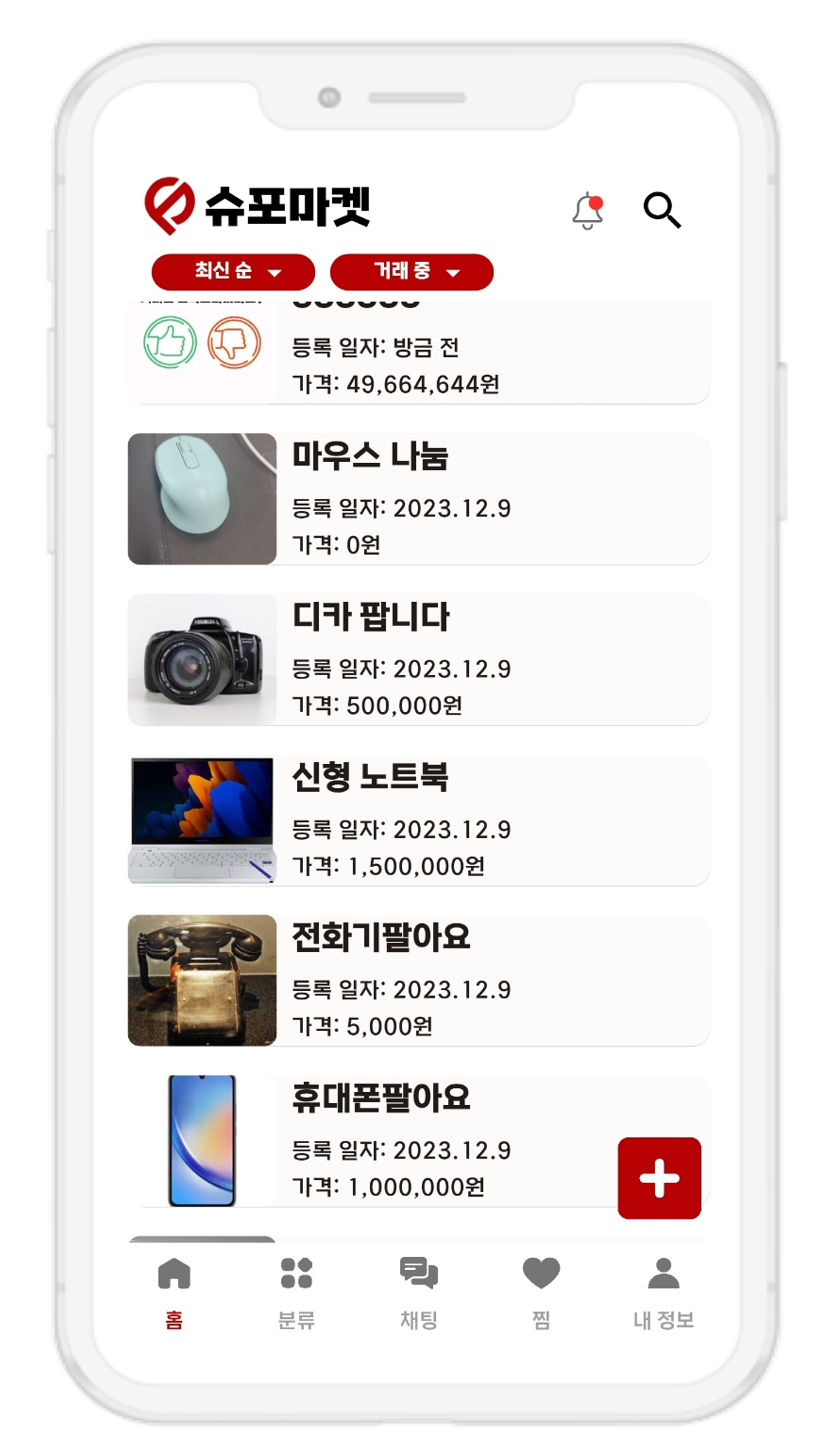 슈포마켓
최신 순
거래 중
등록 일자: 방금 전
가격: 49,664,644원
마우스 나눔
등록 일자: 2023.12.9
가격: 0원
디카 팝니다
등록 일자: 2023.12.9
가격: 500,000원
신형 노트북
등록 일자: 2023.12.9
가격: 1,500,000원
전화기팔아요
등록 일자: 2023.12.9
가격: 5,000원
휴대폰팔아요
등록 일자: 2023.12.9
가격: 1,000,000원
홈
분류
채팅
찜
내 정보